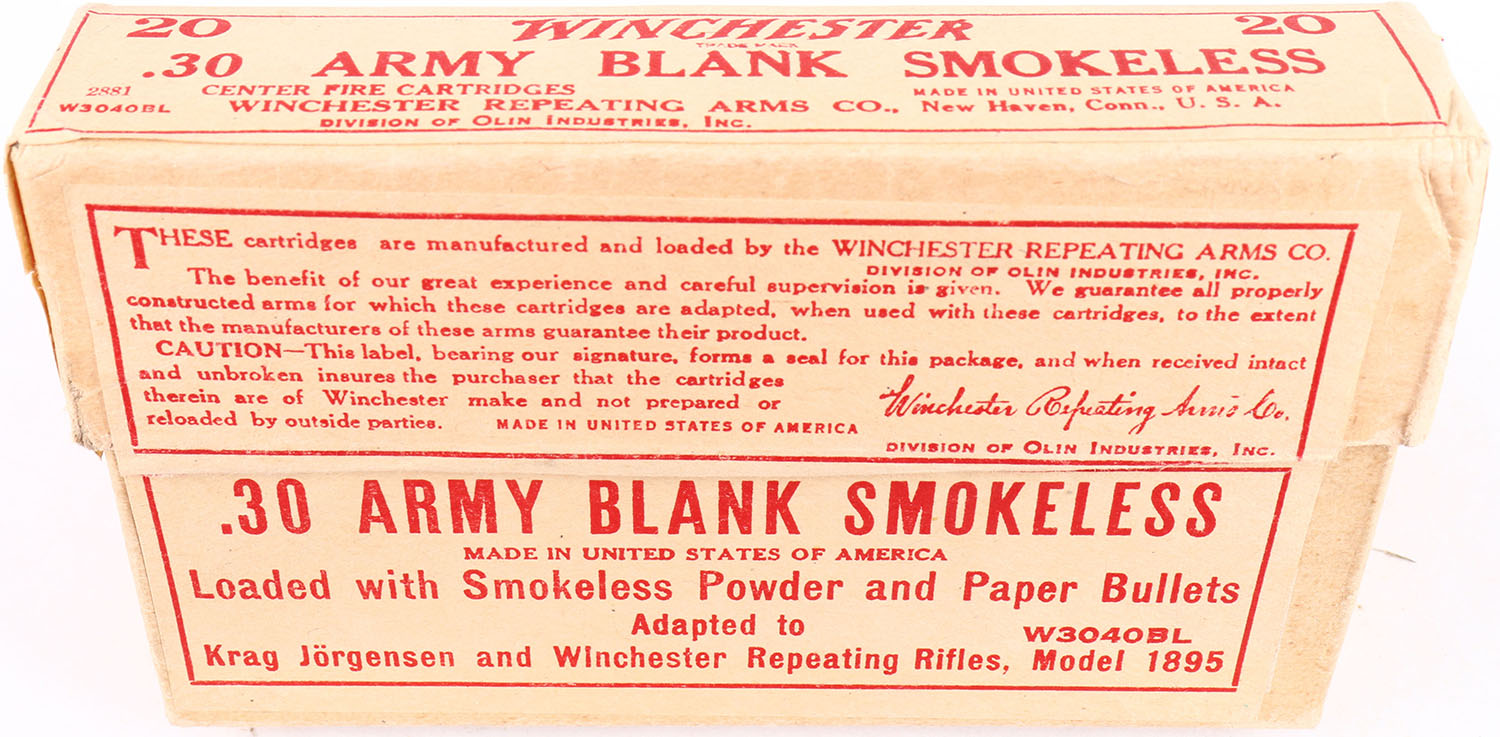 20 WINCHESTER 20
TRADE MARK
.30 ARMY BLANK SMOKELESS
2881 CENTER FIRE CARTRIDGES MADE IN UNITED STATES OF AMERICA
W3040BL WINCHESTER REPEATING ARMS CO., New Haven, Conn., U. S. A.
DIVISION OF OLIN INDUSTRIES, INC.
THESE cartridges are manufactured and loaded by the WINCHESTER REPEATING ARMS CO.
DIVISION OF OLIN INDUSTRIES, INC.
The benefit of our great experience and careful supervision is given. We guarantee all properly
constructed arms for which these cartridges are adapted, when used with these cartridges, to the extent
that the manufacturers of these arms guarantee their product.
CAUTION—This label, bearing our signature, forms a seal for this package, and when received intact
and unbroken insures the purchaser that the cartridges
therein are of Winchester make and not prepared or
reloaded by outside parties. MADE IN UNITED STATES OF AMERICA
Winchester Repeating Arms Co.
DIVISION OF OLIN INDUSTRIES, INC.
.30 ARMY BLANK SMOKELESS
MADE IN UNITED STATES OF AMERICA
Loaded with Smokeless Powder and Paper Bullets
Adapted to
W3040BL
Krag Jörgensen and Winchester Repeating Rifles, Model 1895